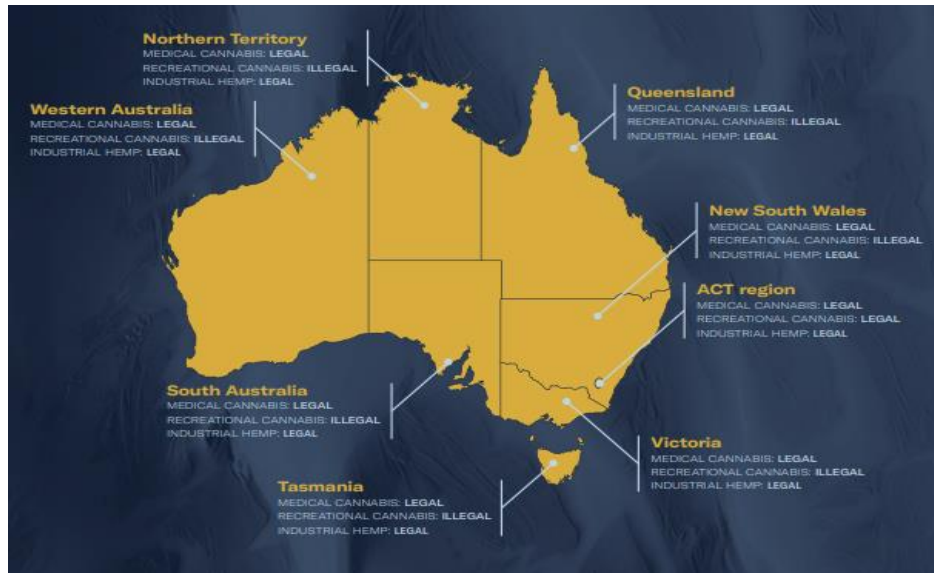 Northern Territory
MEDICAL CANNABIS: LEGAL
RECREATIONAL CANNABIS: ILLEGAL
INDUSTRIAL HEMP: LEGAL
Western Australia
MEDICAL CANNABIS: LEGAL
RECREATIONAL CANNABIS: ILLEGAL
INDUSTRIAL HEMP: LEGAL
Queensland
MEDICAL CANNABIS: LEGAL
RECREATIONAL CANNABIS: ILLEGAL
INDUSTRIAL HEMP: LEGAL
New South Wales
MEDICAL CANNABIS: LEGAL
RECREATIONAL CANNABIS: ILLEGAL
INDUSTRIAL HEMP: LEGAL
ACT region
MEDICAL CANNABIS: LEGAL
RECREATIONAL CANNABIS: LEGAL
INDUSTRIAL HEMP: LEGAL
South Australia
MEDICAL CANNABIS: LEGAL
RECREATIONAL CANNABIS: ILLEGAL
INDUSTRIAL HEMP: LEGAL
Victoria
MEDICAL CANNABIS: LEGAL
RECREATIONAL CANNABIS: ILLEGAL
INDUSTRIAL HEMP: LEGAL
Tasmania
MEDICAL CANNABIS: LEGAL
RECREATIONAL CANNABIS: ILLEGAL
INDUSTRIAL HEMP: LEGAL